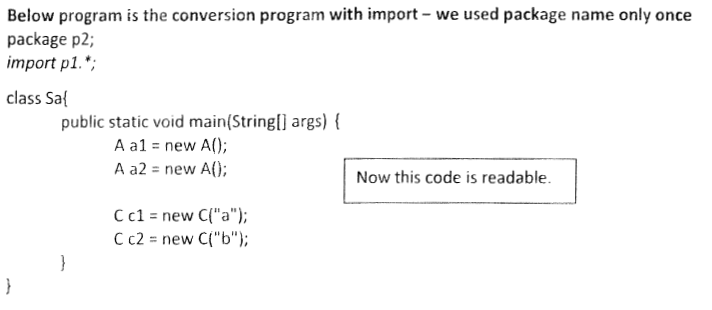 Below program is the conversion program with import – we used package name only once
package p2;
import p1.*;
class Sa{
public static void main(String[] args) {
A a1 = new A();
A a2 = new A();
Now this code is readable.
C c1 = new C("a");
C c2 = new C("b");
}
}